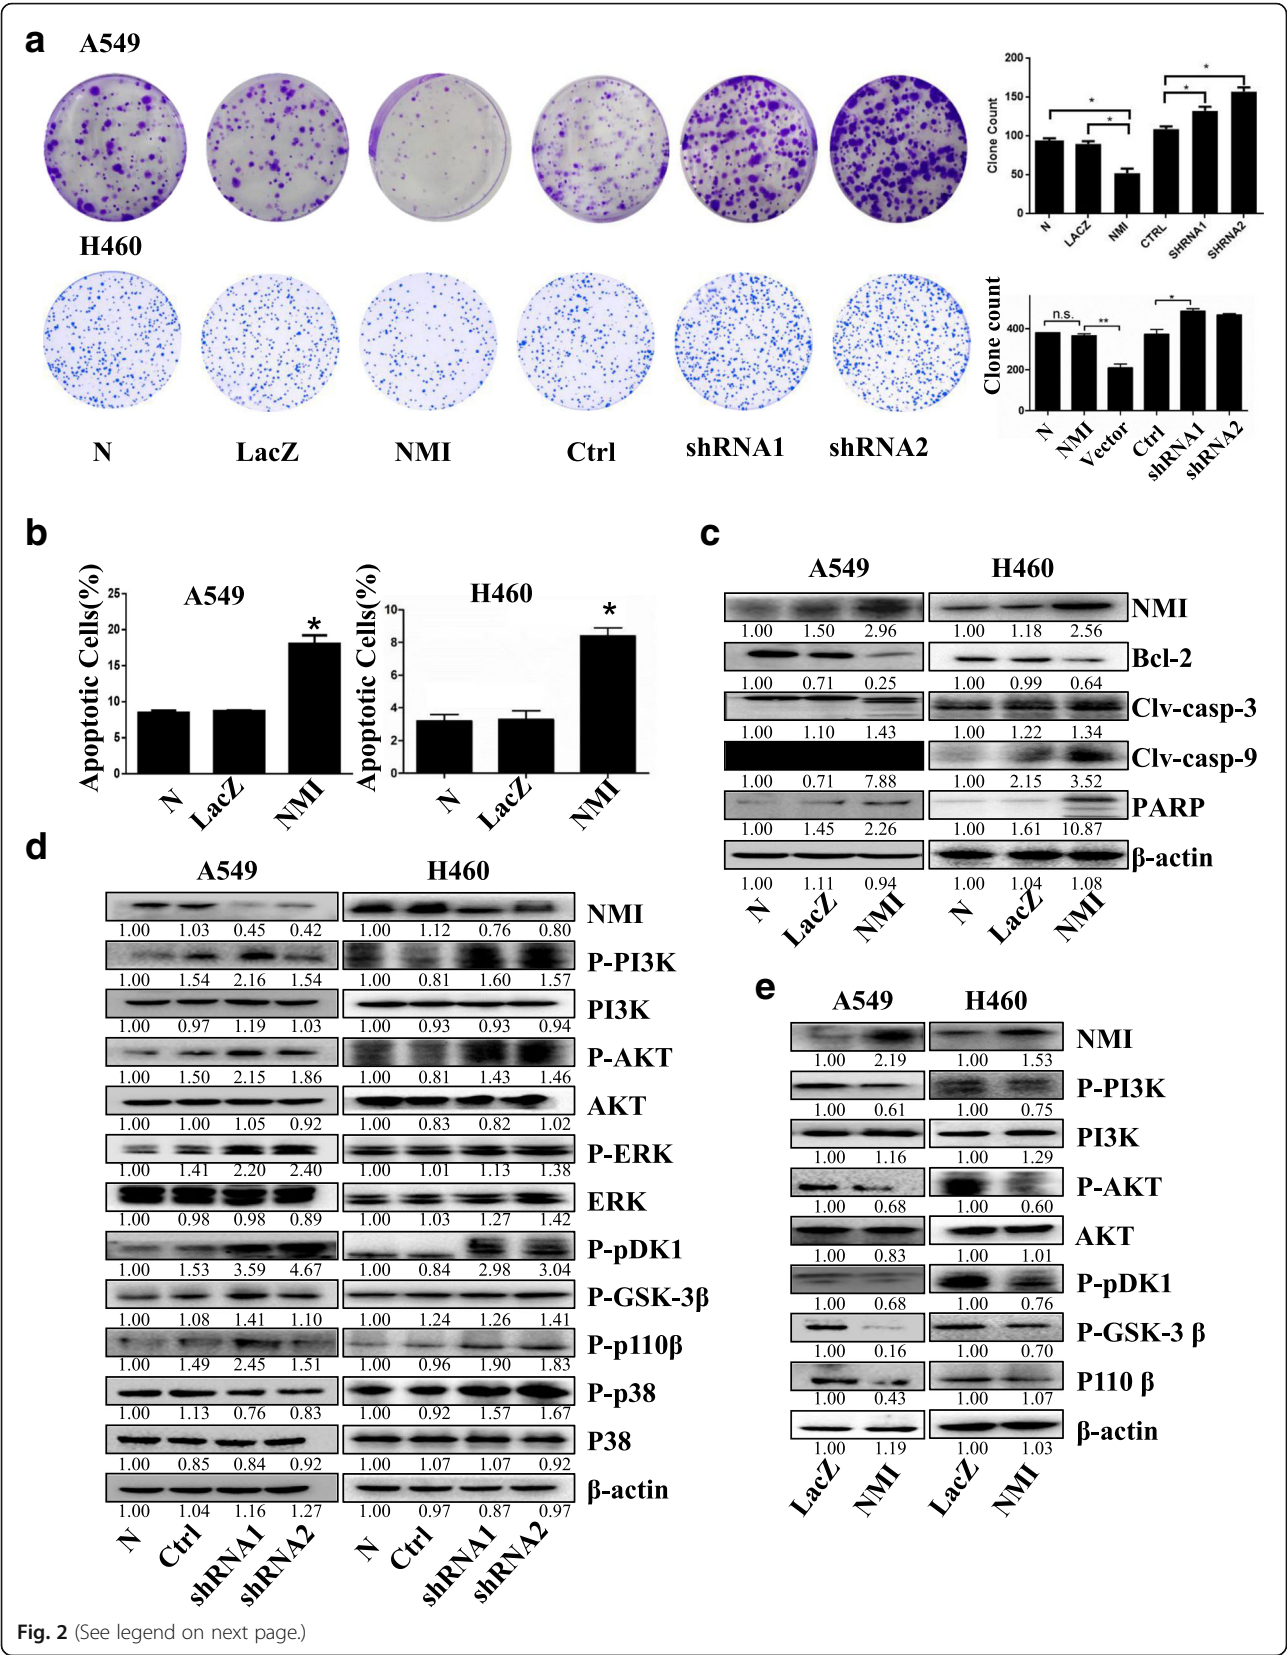 a
A549
H460
N LacZ NMI Ctrl shRNA1 shRNA2
Clone Count
200
150
100
50
0
* * * *
N LACZ NMI CTRL SHRNA1 SHRNA2
Clone count
400
200
0
n.s. ** *
N NMI Vector Ctrl shRNA1 shRNA2
b
A549
Apoptotic Cells(%)
25
20
15
10
5
0
*
N LacZ NMI
H460
Apoptotic Cells(%)
10
8
6
4
2
0
*
N LacZ NMI
c
A549 H460
NMI
1.00 1.50 2.96 1.00 1.18 2.56
Bcl-2
1.00 0.71 0.25 1.00 0.99 0.64
Clv-casp-3
1.00 1.10 1.43 1.00 1.22 1.34
Clv-casp-9
1.00 0.71 7.88 1.00 2.15 3.52
PARP
1.00 1.45 2.26 1.00 1.61 10.87
β-actin
1.00 1.11 0.94 1.00 1.04 1.08
N LacZ NMI N LacZ NMI
d
A549 H460
NMI
1.00 1.03 0.45 0.42 1.00 1.12 0.76 0.80
P-PI3K
1.00 1.54 2.16 1.54 1.00 0.81 1.60 1.57
PI3K
1.00 0.97 1.19 1.03 1.00 0.93 0.93 0.94
P-AKT
1.00 1.50 2.15 1.86 1.00 0.81 1.43 1.46
AKT
1.00 1.00 1.05 0.92 1.00 0.83 0.82 1.02
P-ERK
1.00 1.41 2.20 2.40 1.00 1.01 1.13 1.38
ERK
1.00 0.98 0.98 0.89 1.00 1.03 1.27 1.42
P-pDK1
1.00 1.53 3.59 4.67 1.00 0.84 2.98 3.04
P-GSK-3β
1.00 1.08 1.41 1.10 1.00 1.24 1.26 1.41
P-p110β
1.00 1.49 2.45 1.51 1.00 0.96 1.90 1.83
P-p38
1.00 1.13 0.76 0.83 1.00 0.92 1.57 1.67
P38
1.00 0.85 0.84 0.92 1.00 1.07 1.07 0.92
β-actin
1.00 1.04 1.16 1.27 1.00 0.97 0.87 0.97
N Ctrl shRNA1 shRNA2 N Ctrl shRNA1 shRNA2
e
A549 H460
NMI
1.00 2.19 1.00 1.53
P-PI3K
1.00 0.61 1.00 0.75
PI3K
1.00 1.16 1.00 1.29
P-AKT
1.00 0.68 1.00 0.60
AKT
1.00 0.83 1.00 1.01
P-pDK1
1.00 0.68 1.00 0.76
P-GSK-3 β
1.00 0.16 1.00 0.70
P110 β
1.00 0.43 1.00 1.07
β-actin
1.00 1.19 1.00 1.03
LacZ NMI LacZ NMI
Fig. 2 (See legend on next page.)